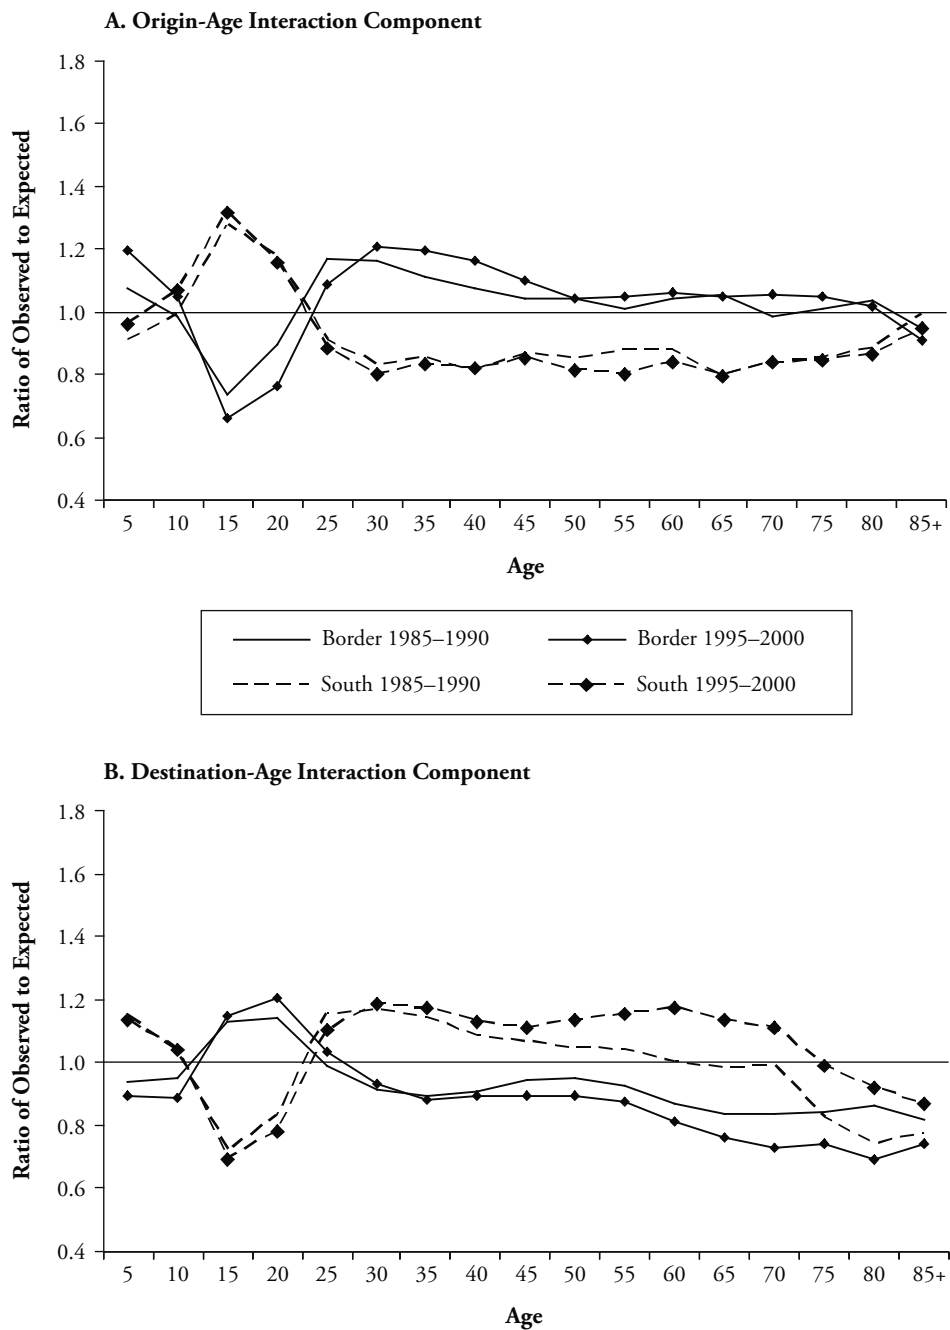 A. Origin-Age Interaction Component
Ratio of Observed to Expected
1.8
1.6
1.4
1.2
1.0
0.8
0.6
0.4
5 10 15 20 25 30 35 40 45 50 55 60 65 70 75 80 85+
Age
Border 1985–1990 Border 1995–2000
South 1985–1990 South 1995–2000
B. Destination-Age Interaction Component
Ratio of Observed to Expected
1.8
1.6
1.4
1.2
1.0
0.8
0.6
0.4
5 10 15 20 25 30 35 40 45 50 55 60 65 70 75 80 85+
Age